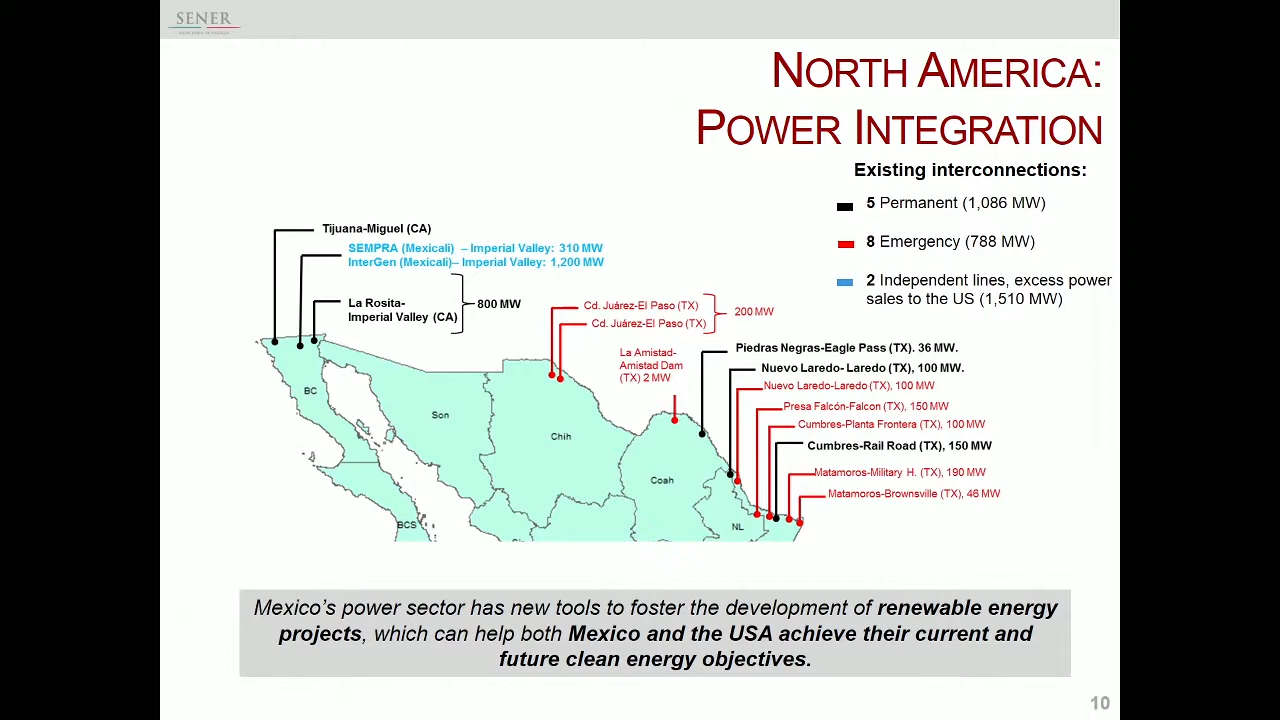 SENER
NORTH AMERICA:
POWER INTEGRATION
Existing interconnections:
5 Permanent (1,086 MW)
8 Emergency (788 MW)
2 Independent lines, excess power
sales to the US (1,510 MW)
Tijuana-Miguel (CA)
SEMPRA (Mexicali) – Imperial Valley: 310 MW
InterGen (Mexicali)– Imperial Valley: 1,200 MW
La Rosita-
Imperial Valley (CA)
800 MW
Cd. Juárez-El Paso (TX)
Cd. Juárez-El Paso (TX)
200 MW
La Amistad-
Amistad Dam
(TX) 2 MW
Piedras Negras-Eagle Pass (TX). 36 MW.
Nuevo Laredo- Laredo (TX), 100 MW.
Nuevo Laredo-Laredo (TX), 100 MW
Presa Falcón-Falcon (TX), 150 MW
Cumbres-Planta Frontera (TX), 100 MW
Cumbres-Rail Road (TX), 150 MW
Matamoros-Military H. (TX), 190 MW
Matamoros-Brownsville (TX), 46 MW
BC
Son
Chih
Coah
NL
BCS
Mexico’s power sector has new tools to foster the development of renewable energy
projects, which can help both Mexico and the USA achieve their current and
future clean energy objectives.
10